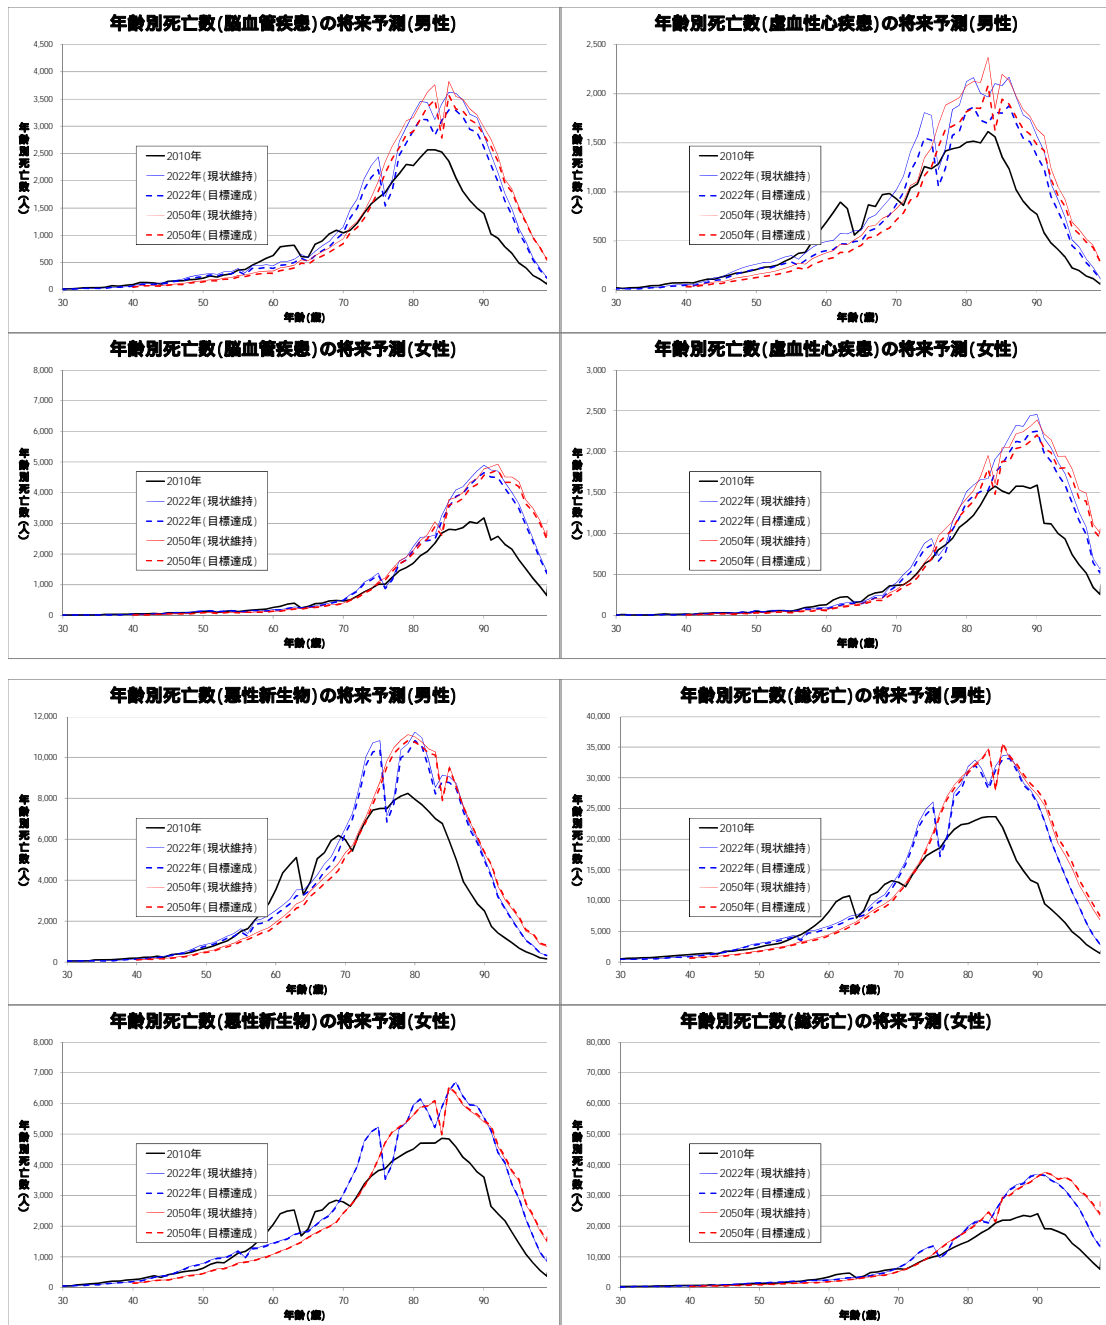 年齢別死亡数(脳血管疾患)の将来予測(男性)
4,500
4,000
3,500
3,000
2,500
2,000
1,500
1,000
500
0
30 40 50 60 70 80 90
年齢別死亡数(人)
年齢(歳)
2010年
2022年(現状維持)
2022年(目標達成)
2050年(現状維持)
2050年(目標達成)
年齢別死亡数(虚血性心疾患)の将来予測(男性)
2,500
2,000
1,500
1,000
500
0
30 40 50 60 70 80 90
年齢別死亡数(人)
年齢(歳)
2010年
2022年(現状維持)
2022年(目標達成)
2050年(現状維持)
2050年(目標達成)
年齢別死亡数(脳血管疾患)の将来予測(女性)
8,000
7,000
6,000
5,000
4,000
3,000
2,000
1,000
0
30 40 50 60 70 80 90
年齢別死亡数(人)
年齢(歳)
2010年
2022年(現状維持)
2022年(目標達成)
2050年(現状維持)
2050年(目標達成)
年齢別死亡数(虚血性心疾患)の将来予測(女性)
3,000
2,500
2,000
1,500
1,000
500
0
30 40 50 60 70 80 90
年齢別死亡数(人)
年齢(歳)
2010年
2022年(現状維持)
2022年(目標達成)
2050年(現状維持)
2050年(目標達成)
年齢別死亡数(悪性新生物)の将来予測(男性)
12,000
10,000
8,000
6,000
4,000
2,000
0
30 40 50 60 70 80 90
年齢別死亡数(人)
年齢(歳)
2010年
2022年(現状維持)
2022年(目標達成)
2050年(現状維持)
2050年(目標達成)
年齢別死亡数(総死亡)の将来予測(男性)
40,000
35,000
30,000
25,000
20,000
15,000
10,000
5,000
0
30 40 50 60 70 80 90
年齢別死亡数(人)
年齢(歳)
2010年
2022年(現状維持)
2022年(目標達成)
2050年(現状維持)
2050年(目標達成)
年齢別死亡数(悪性新生物)の将来予測(女性)
8,000
7,000
6,000
5,000
4,000
3,000
2,000
1,000
0
30 40 50 60 70 80 90
年齢別死亡数(人)
年齢(歳)
2010年
2022年(現状維持)
2022年(目標達成)
2050年(現状維持)
2050年(目標達成)
年齢別死亡数(総死亡)の将来予測(女性)
80,000
70,000
60,000
50,000
40,000
30,000
20,000
10,000
0
30 40 50 60 70 80 90
年齢別死亡数(人)
年齢(歳)
2010年
2022年(現状維持)
2022年(目標達成)
2050年(現状維持)
2050年(目標達成)